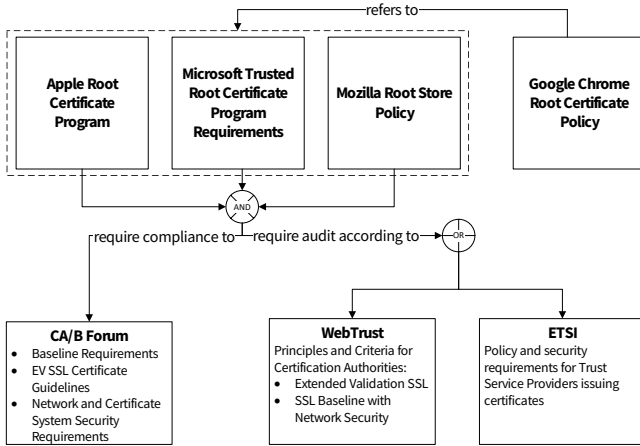 refers to
Apple Root
Certificate
Program
Microsoft Trusted
Root Certificate
Program
Requirements
Mozilla Root Store
Policy
Google Chrome
Root Certificate
Policy
AND
require compliance to
require audit according to
OR
CA/B Forum
• Baseline Requirements
• EV SSL Certificate
Guidelines
• Network and Certificate
System Security
Requirements
WebTrust
Principles and Criteria for
Certification Authorities:
• Extended Validation SSL
• SSL Baseline with
Network Security
ETSI
Policy and security
requirements for Trust
Service Providers issuing
certificates